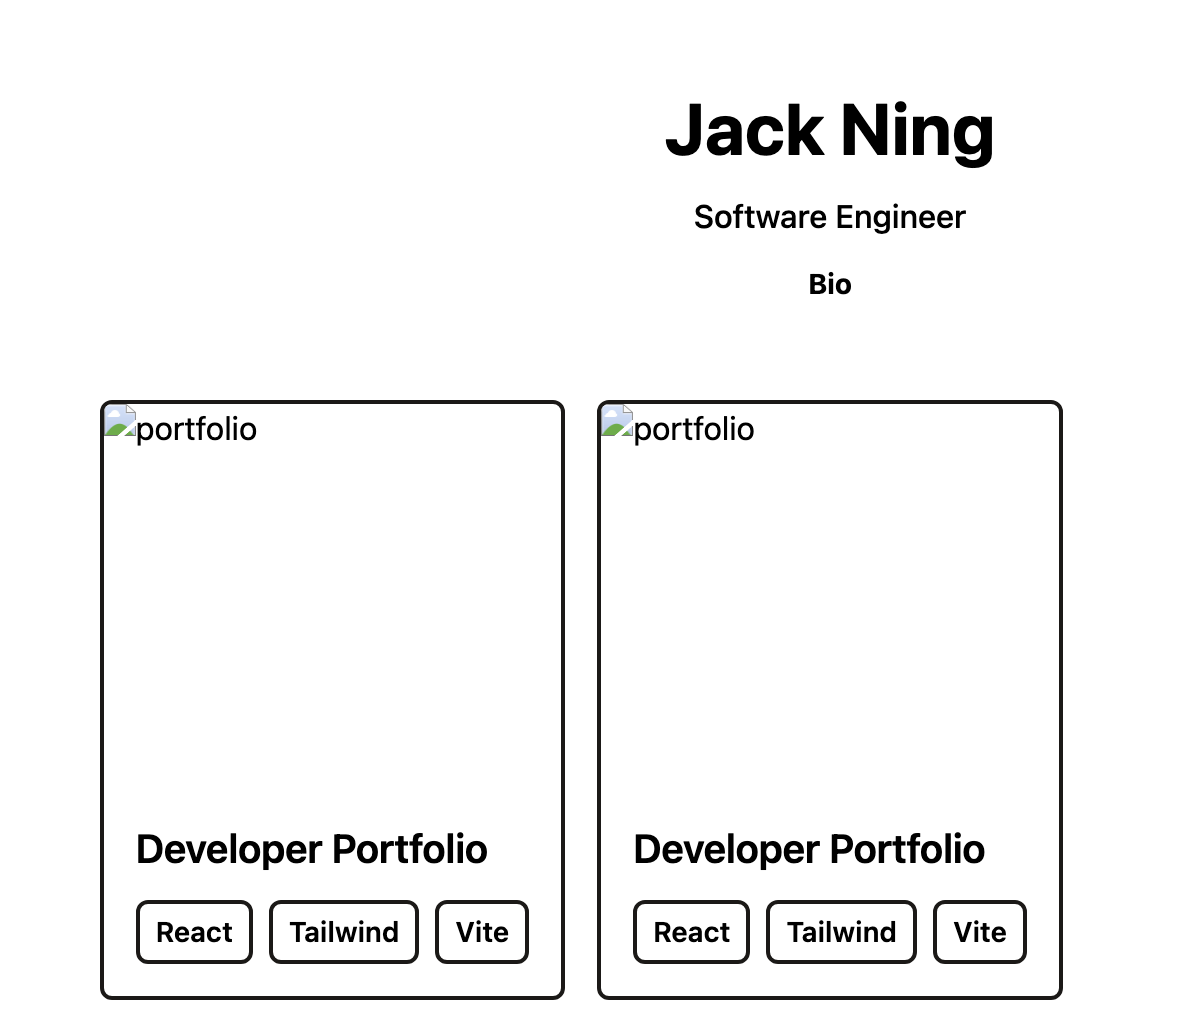 Jack Ning
Software Engineer
Bio
portfolio
portfolio
Developer Portfolio
Developer Portfolio
React Tailwind Vite
React Tailwind Vite